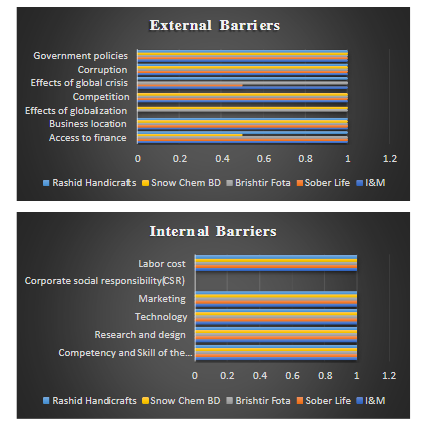 External Barriers
Government policies
Corruption
Effects of global crisis
Competition
Effects of globalization
Business location
Access to finance
0 0.2 0.4 0.6 0.8 1 1.2
Rashid Handicrafts Snow Chem BD Brishtir Fota Sober Life I&M
Internal Barriers
Labor cost
Corporate social responsibility(CSR)
Marketing
Technology
Research and design
Competency and Skill of the...
0 0.2 0.4 0.6 0.8 1 1.2
Rashid Handicrafts Snow Chem BD Brishtir Fota Sober Life I&M